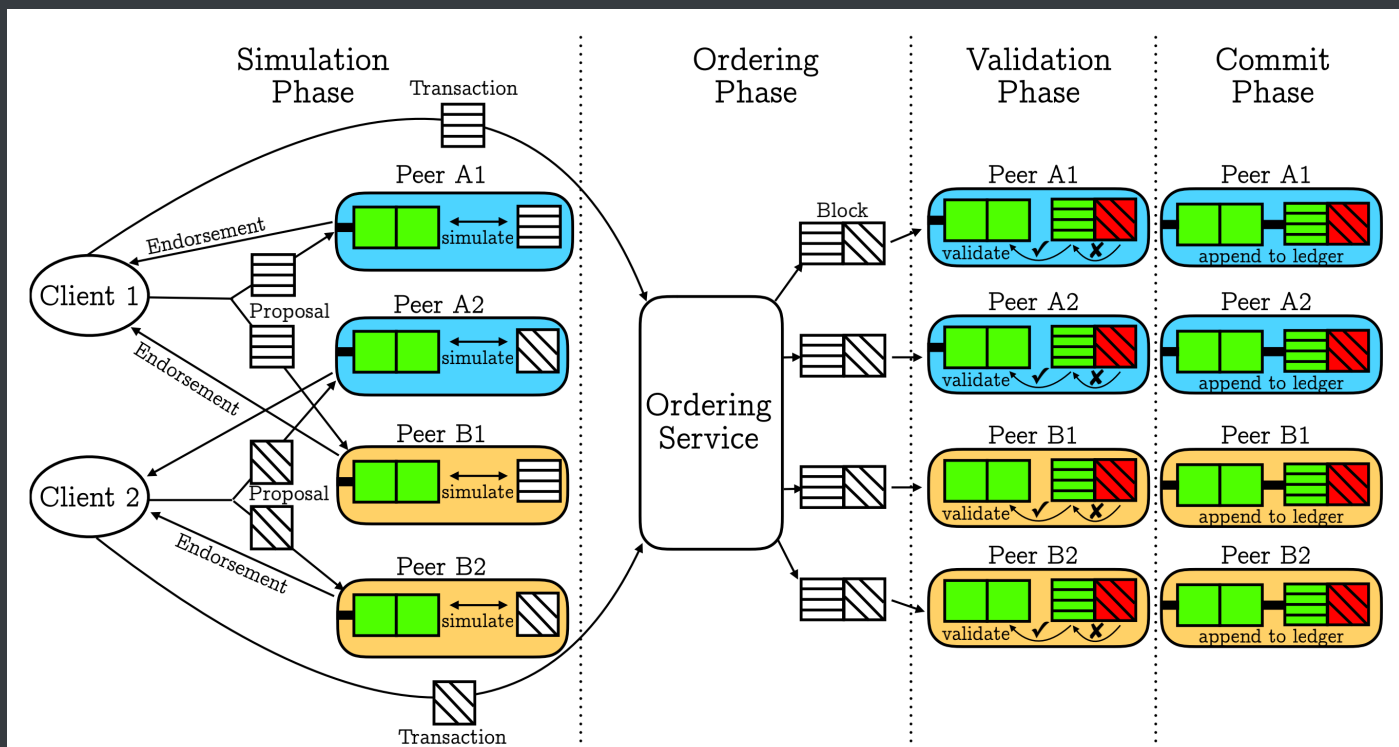 Simulation
Phase
Ordering
Phase
Validation
Phase
Commit
Phase
Transaction
Peer A1
Endorsement
simulate
Client 1
Proposal
Peer A2
simulate
Endorsement
Peer B1
simulate
Client 2
Proposal
Endorsement
Peer B2
simulate
Transaction
Block
Ordering
Service
Peer A1
validate ✓ ✘
Peer A2
validate ✓ ✘
Peer B1
validate ✓ ✘
Peer B2
validate ✓ ✘
Peer A1
append to ledger
Peer A2
append to ledger
Peer B1
append to ledger
Peer B2
append to ledger